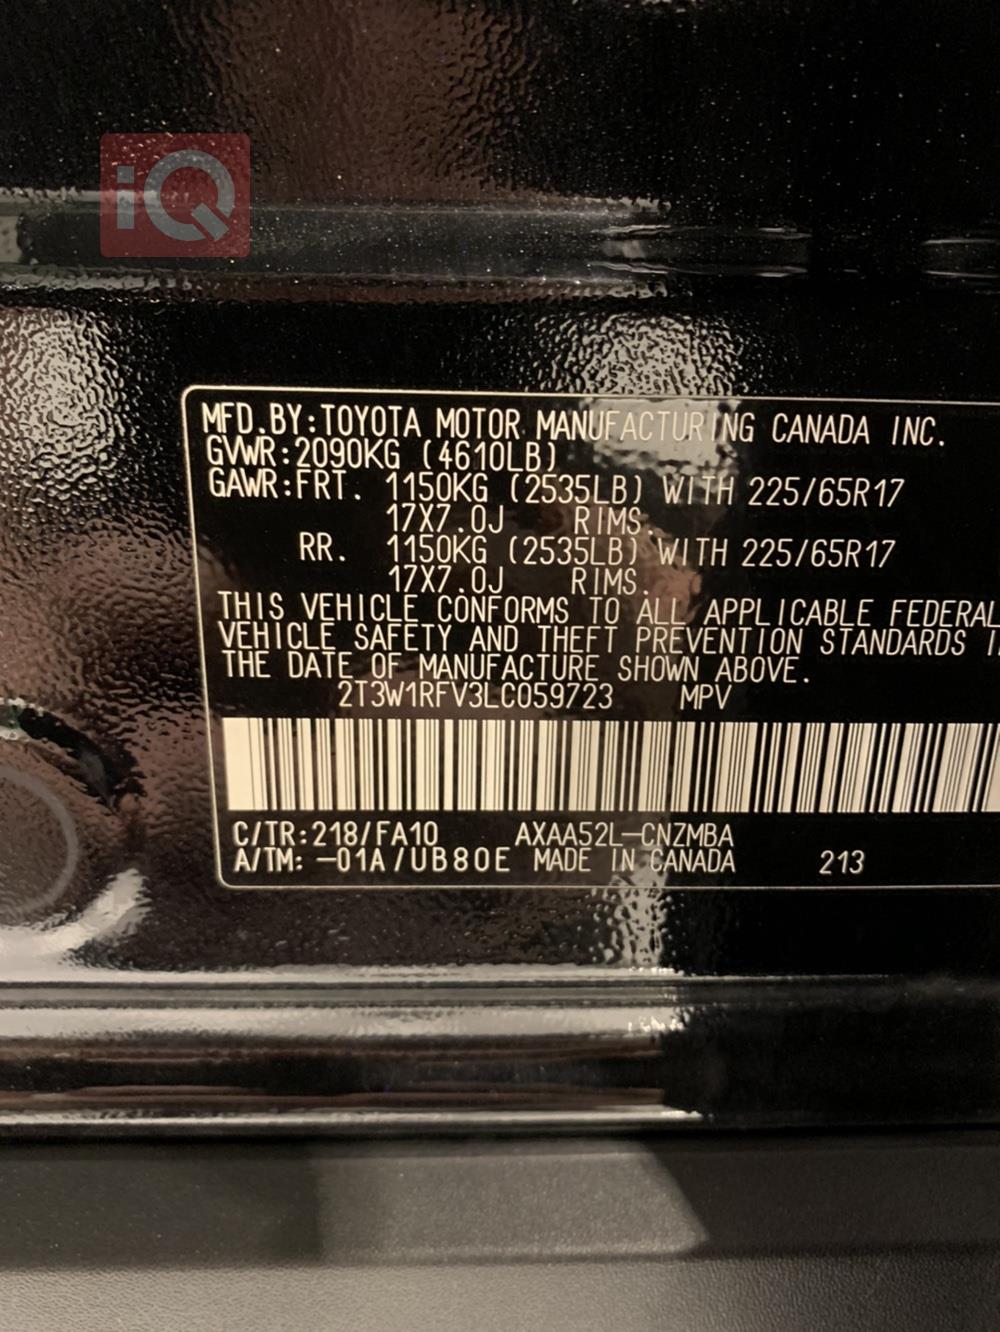 iQ
MFD.BY:TOYOTA MOTOR MANUFACTURING CANADA INC.
GVWR:2090KG (4610LB)
GAWR:FRT. 1150KG (2535LB) WITH 225/65R17
17X7.0J RIMS.
RR. 1150KG (2535LB) WITH 225/65R17
17X7.0J RIMS.
THIS VEHICLE CONFORMS TO ALL APPLICABLE FEDERAL
VEHICLE SAFETY AND THEFT PREVENTION STANDARDS
THE DATE OF MANUFACTURE SHOWN ABOVE.
2T3W1RFV3LC059723 MPV
C/TR:218/FA10 AXAA52L-CNZMBA
A/TM: -01A/UB80E MADE IN CANADA 213